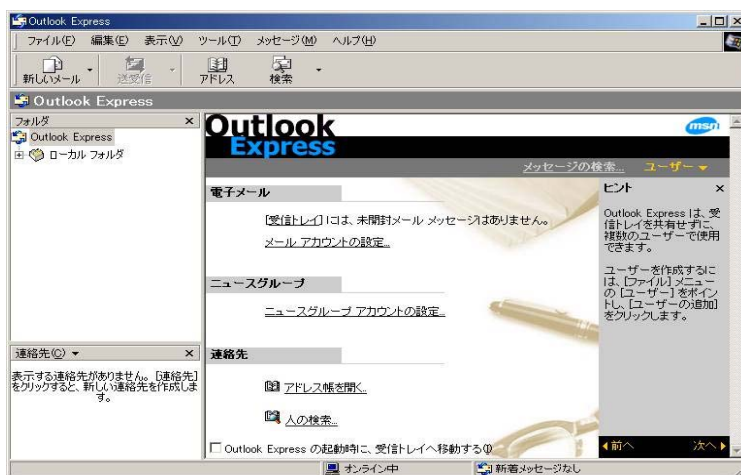 Outlook Express
ファイル(F) 編集(E) 表示(V) ツール(T) メッセージ(M) ヘルプ(H)
新しいメール 送受信 アドレス 検索
Outlook Express
フォルダ
Outlook Express
ローカル フォルダ
連絡先(C)
表示する連絡先がありません。[連絡先]
をクリックすると、新しい連絡先を作成しま
す。
Outlook
Express
msn
メッセージの検索... ユーザー
電子メール
[受信トレイ] には、未開封メール メッセージはありません。
メール アカウントの設定...
ニュースグループ
ニュースグループ アカウントの設定...
連絡先
アドレス帳を開く...
人の検索...
Outlook Express の起動時に、受信トレイへ移動する(I)
ヒント
Outlook Express は、受
信トレイを共有せずに、
複数のユーザーで使用
できます。
ユーザーを作成するに
は、[ファイル] メニュー
の [ユーザー] をポイン
トし、[ユーザーの追加]
をクリックします。
前へ 次へ
オンライン中 新着メッセージなし